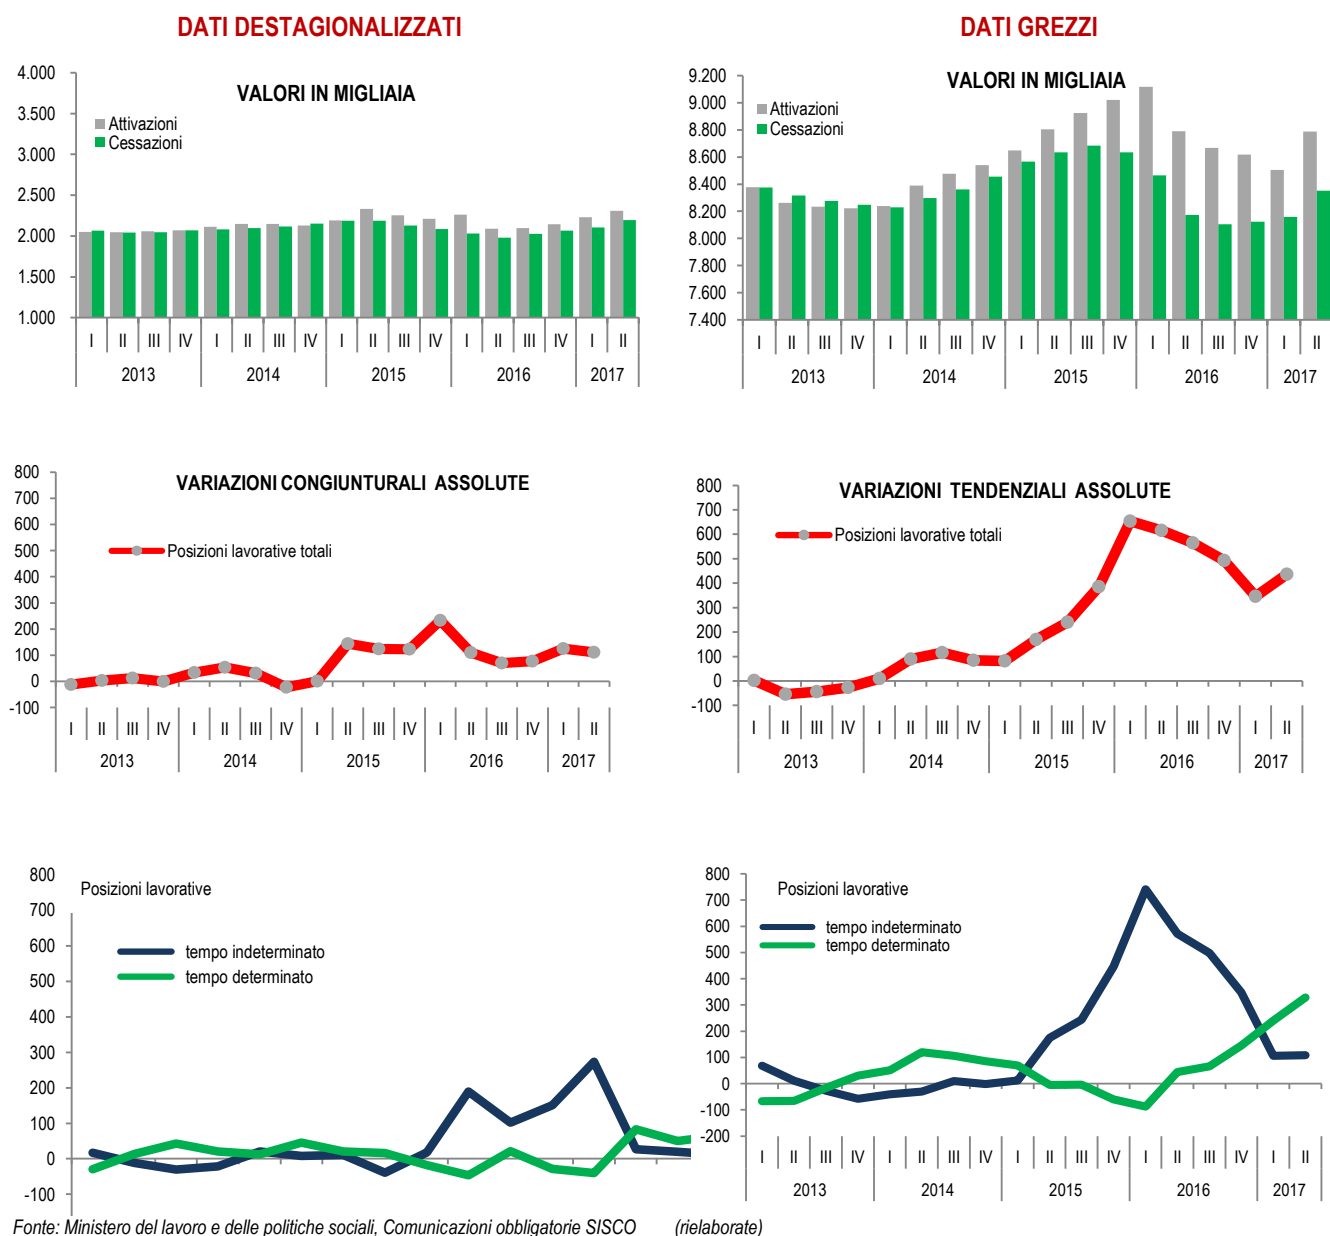 DATI DESTAGIONALIZZATI
DATI GREZZI
VALORI IN MIGLIAIA
4.000
3.500
3.000
2.500
2.000
1.500
1.000
Attivazioni
Cessazioni
I II III IV I II III IV I II III IV I II III IV I II
2013 2014 2015 2016 2017
VALORI IN MIGLIAIA
9.200
9.000
8.800
8.600
8.400
8.200
8.000
7.800
7.600
7.400
Attivazioni
Cessazioni
I II III IV I II III IV I II III IV I II III IV I II
2013 2014 2015 2016 2017
VARIAZIONI CONGIUNTURALI ASSOLUTE
800
700
600
500
400
300
200
100
0
-100
Posizioni lavorative totali
I II III IV I II III IV I II III IV I II III IV I II
2013 2014 2015 2016 2017
VARIAZIONI TENDENZIALI ASSOLUTE
800
700
600
500
400
300
200
100
0
-100
Posizioni lavorative totali
I II III IV I II III IV I II III IV I II III IV I II
2013 2014 2015 2016 2017
800
700
600
500
400
300
200
100
0
-100
Posizioni lavorative
tempo indeterminato
tempo determinato
800
700
600
500
400
300
200
100
0
-100
-200
Posizioni lavorative
tempo indeterminato
tempo determinato
I II III IV I II III IV I II III IV I II III IV I II
2013 2014 2015 2016 2017
Fonte: Ministero del lavoro e delle politiche sociali, Comunicazioni obbligatorie SISCO (rielaborate)